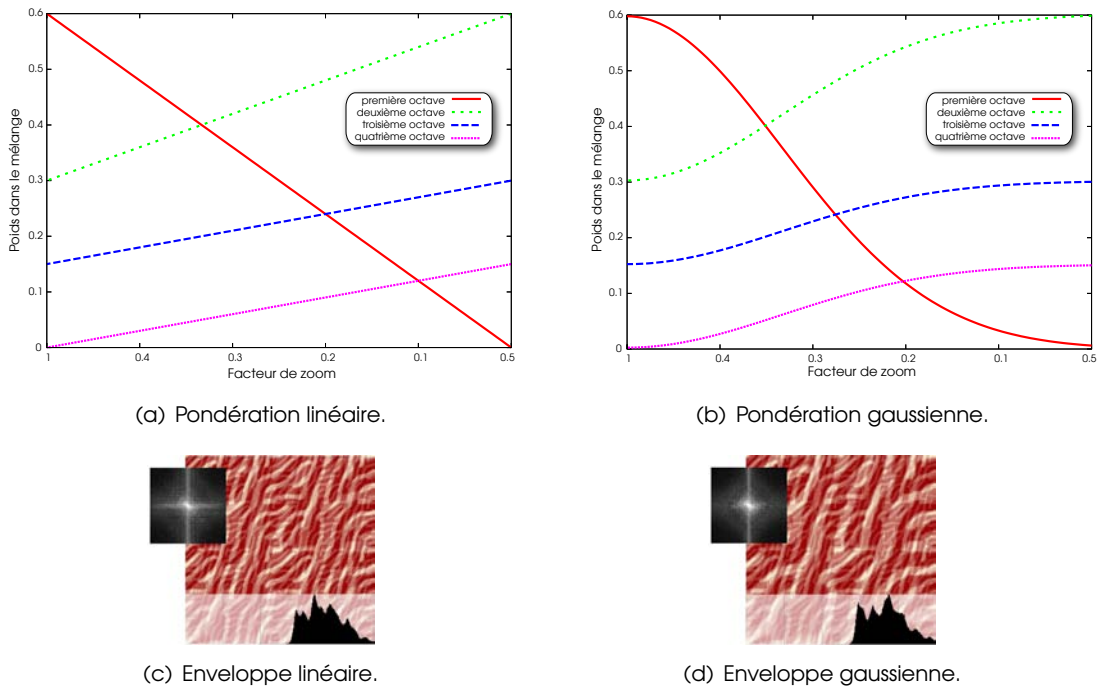 0.6
0.5
0.4
0.3
0.2
0.1
0
Poids dans le mélange
première octave
deuxième octave
troisième octave
quatrième octave
1 0.4 0.3 0.2 0.1 0.5
Facteur de zoom
(a) Pondération linéaire.
0.6
0.5
0.4
0.3
0.2
0.1
0
Poids dans le mélange
première octave
deuxième octave
troisième octave
quatrième octave
1 0.4 0.3 0.2 0.1 0.5
Facteur de zoom
(b) Pondération gaussienne.
(c) Enveloppe linéaire.
(d) Enveloppe gaussienne.